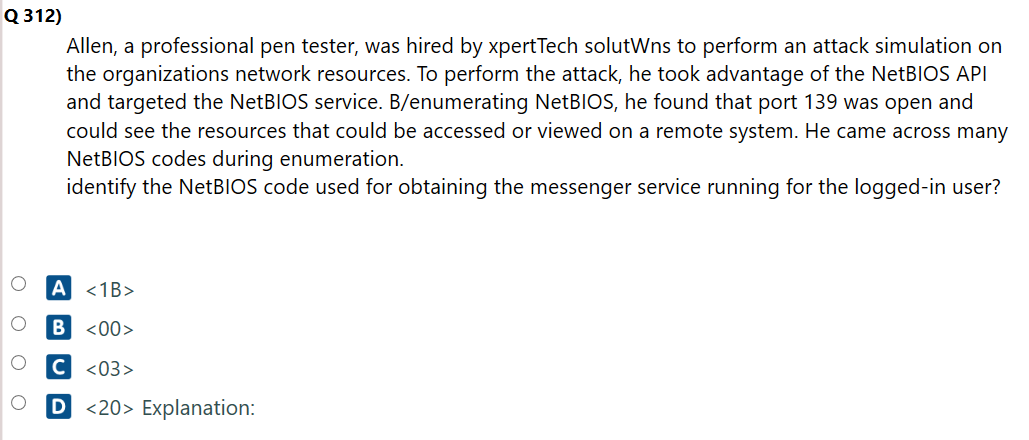 Q 312)
Allen, a professional pen tester, was hired by xpertTech solutWns to perform an attack simulation on
the organizations network resources. To perform the attack, he took advantage of the NetBIOS API
and targeted the NetBIOS service. B/enumerating NetBIOS, he found that port 139 was open and
could see the resources that could be accessed or viewed on a remote system. He came across many
NetBIOS codes during enumeration.
identify the NetBIOS code used for obtaining the messenger service running for the logged-in user?
A <1B>
B <00>
C <03>
D <20> Explanation: